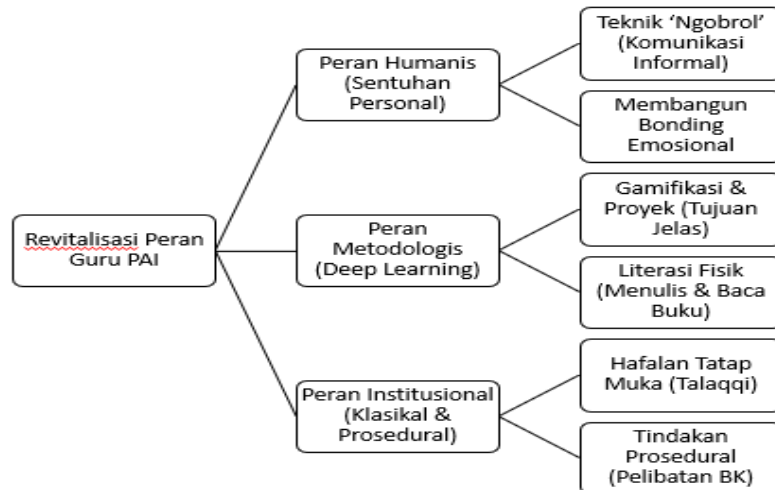 Revitalisasi Peran
Guru PAI
Peran Humanis
(Sentuhan
Personal)
Teknik ‘Ngobrol’
(Komunikasi
Informal)
Membangun
Bonding
Emosional
Peran
Metodologis
(Deep Learning)
Gamifikasi &
Proyek (Tujuan
Jelas)
Literasi Fisik
(Menulis & Baca
Buku)
Peran Institusional
(Klasikal &
Prosedural)
Hafalan Tatap
Muka (Talaqqi)
Tindakan
Prosedural
(Pelibatan BK)